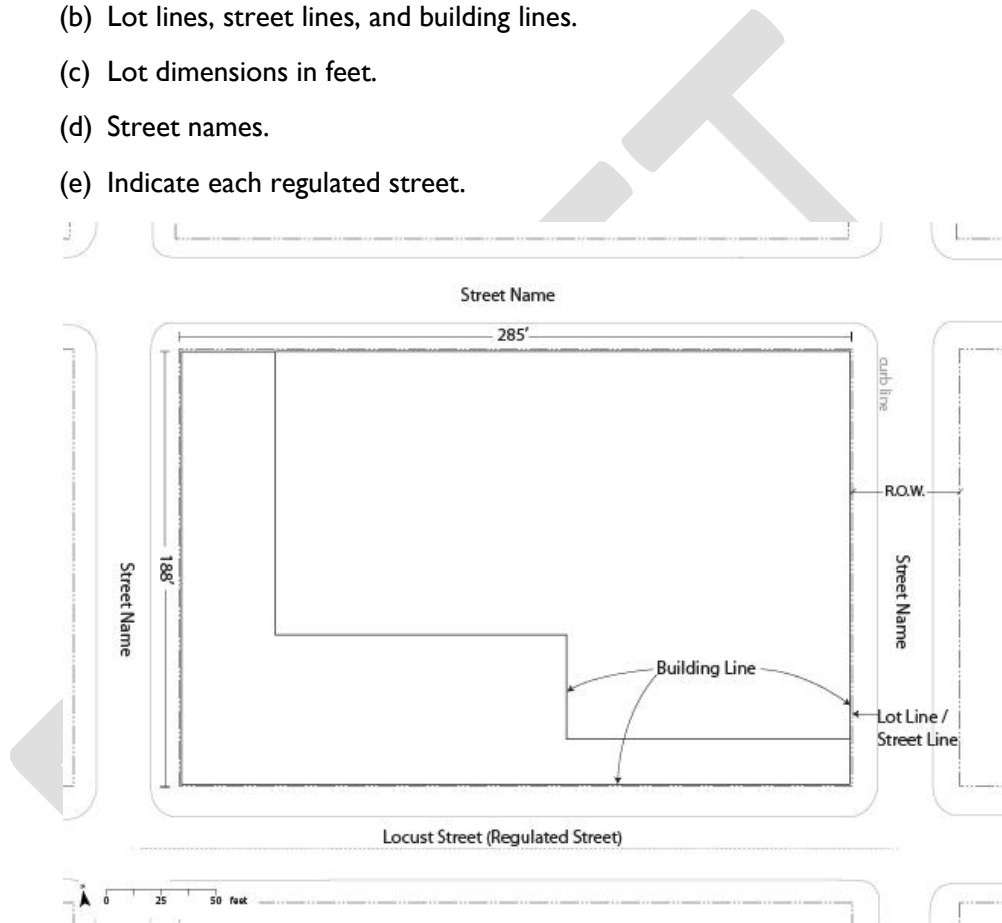 (b) Lot lines, street lines, and building lines.
(c) Lot dimensions in feet.
(d) Street names.
(e) Indicate each regulated street.
Street Name
285'
curb line
R.O.W.
188'
Street Name
Street Name
Building Line
Lot Line /
Street Line
Locust Street (Regulated Street)
0 25 50 feet